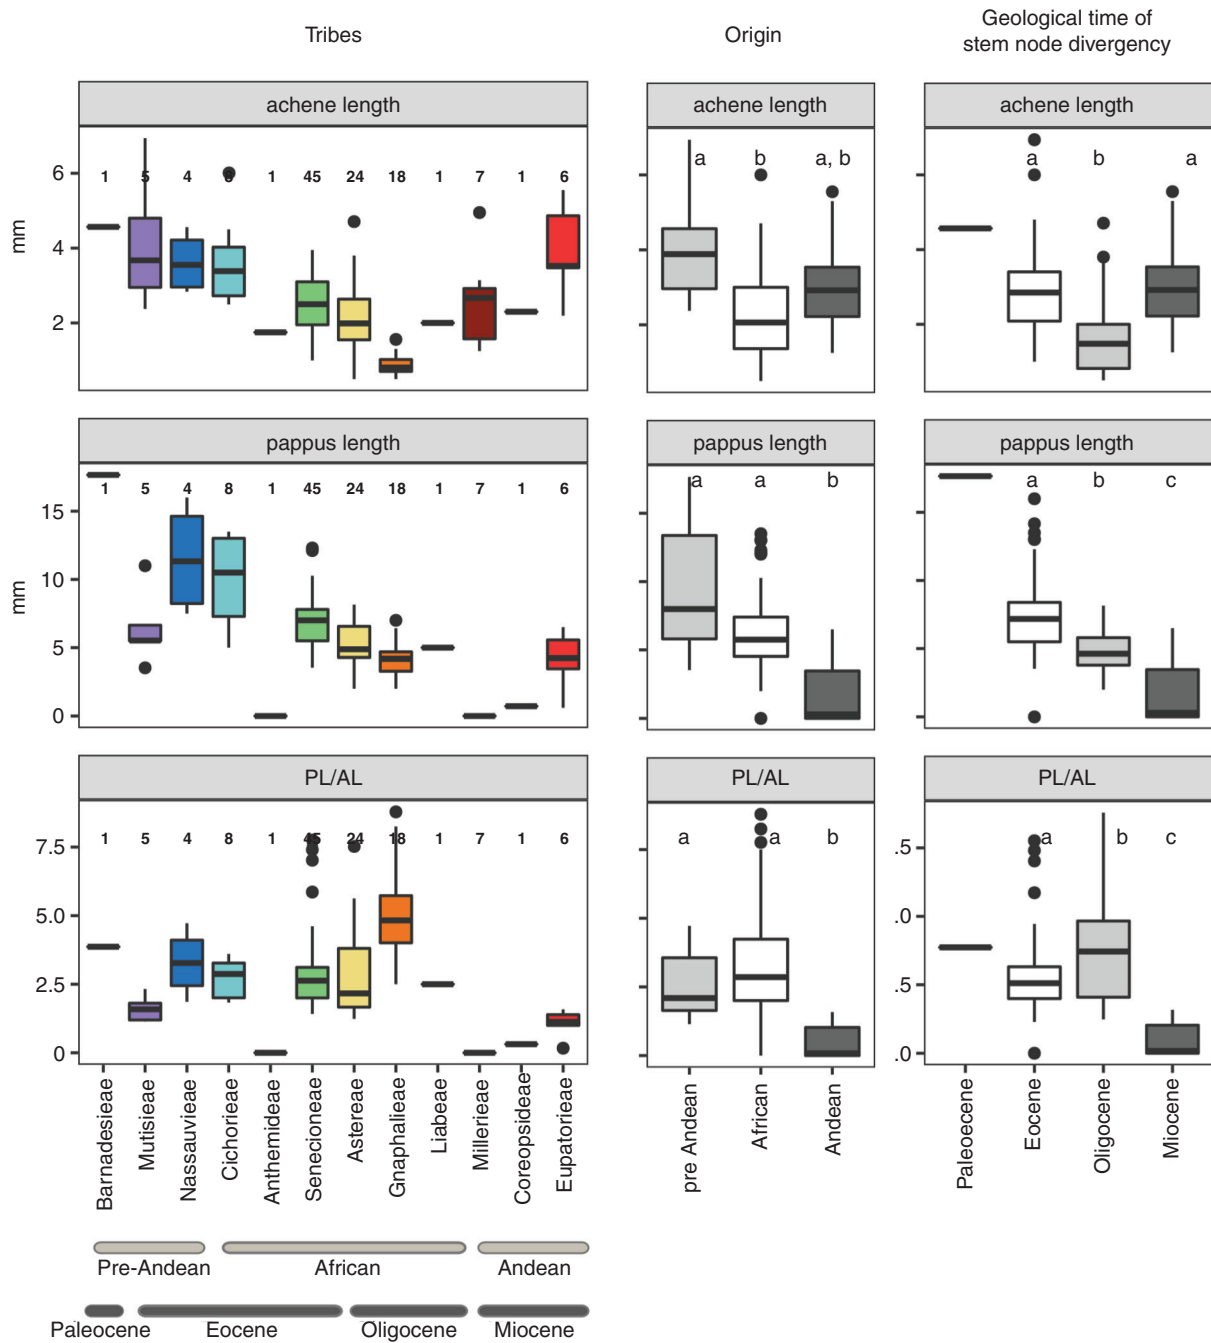 Tribes
Origin
Geological time of
stem node divergency
achene length
achene length
achene length
mm
6
4
2
1 5 4 8 1 45 24 18 1 7 1 6
a b a, b
a b a
pappus length
pappus length
pappus length
mm
15
10
5
0
1 5 4 8 1 45 24 18 1 7 1 6
a a b
a b c
PL/AL
PL/AL
PL/AL
7.5
5.0
2.5
0
1 5 4 8 1 45 24 18 1 7 1 6
a a b
.5
.0
.5
.0
a b c
Barnadesieae
Mutisieae
Nassauvieae
Cichorieae
Anthemideae
Senecioneae
Astereae
Gnaphalieae
Liabeae
Millerieae
Coreopsideae
Eupatorieae
pre Andean
African
Andean
Paleoecene
Eocene
Oligocene
Miocene
Pre-Andean African Andean
Paleocene Eocene Oligocene Miocene